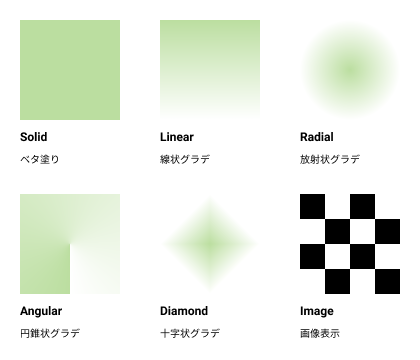 Solid
Linear
Radial
ベタ塗り
線状グラデ
放射状グラデ
Angular
Diamond
Image
円錐状グラデ
十字状グラデ
画像表示